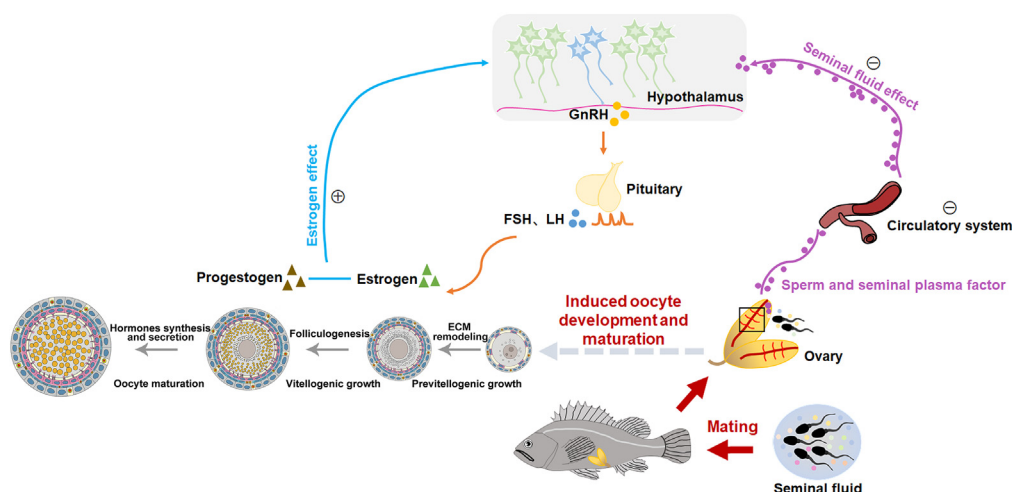 Hypothalamus
GnRH
Seminal fluid effect
⊖
Estrogen effect
⊕
Pituitary
FSH、LH
⊖
Circulatory system
Progestogen
Estrogen
Sperm and seminal plasma factor
Induced oocyte
development and
maturation
Hormones synthesis
and secretion
Folliculogenesis
ECM
remodeling
Oocyte maturation
Vitellogenic growth
Previtellogenic growth
Ovary
Mating
Seminal fluid